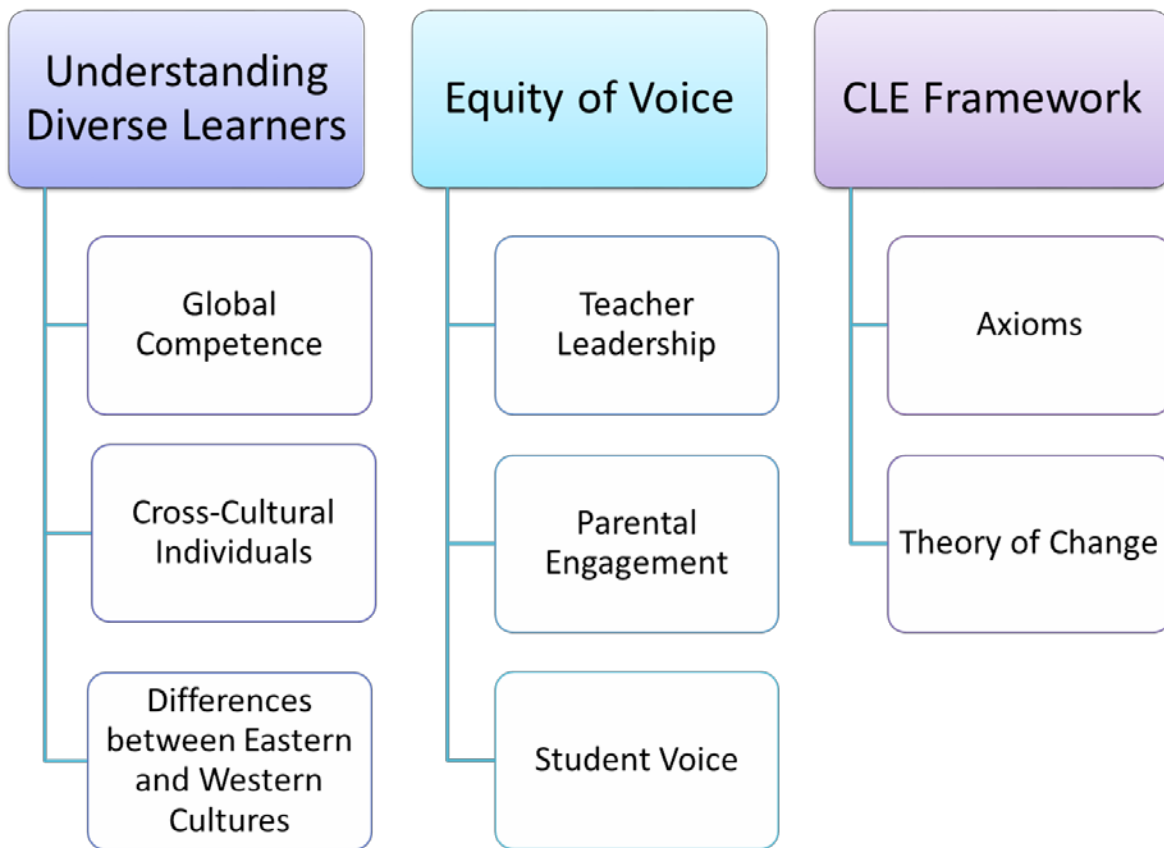 Understanding
Diverse Learners
Global
Competence
Cross-Cultural
Individuals
Differences
between Eastern
and Western
Cultures
Equity of Voice
Teacher
Leadership
Parental
Engagement
Student Voice
CLE Framework
Axioms
Theory of Change